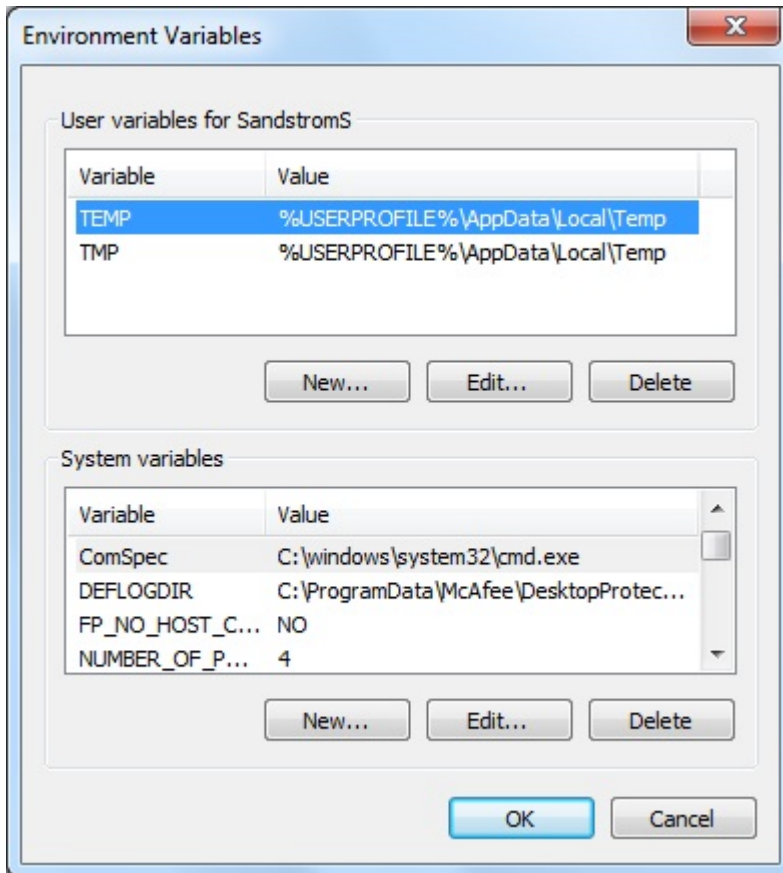 Environment Variables
User variables for SandstromS
Variable Value
TEMP %USERPROFILE%\AppData\Local\Temp
TMP %USERPROFILE%\AppData\Local\Temp
New... Edit... Delete
System variables
Variable Value
ComSpec C:\windows\system32\cmd.exe
DEFLOGDIR C:\ProgramData\McAfee\DesktopProtec...
FP_NO_HOST_C... NO
NUMBER_OF_P... 4
New... Edit... Delete
OK Cancel